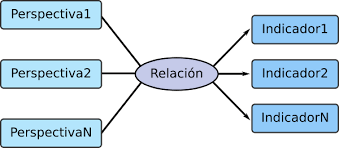 Perspectiva1
Perspectiva2
PerspectivaN
Relación
Indicador1
Indicador2
IndicadorN